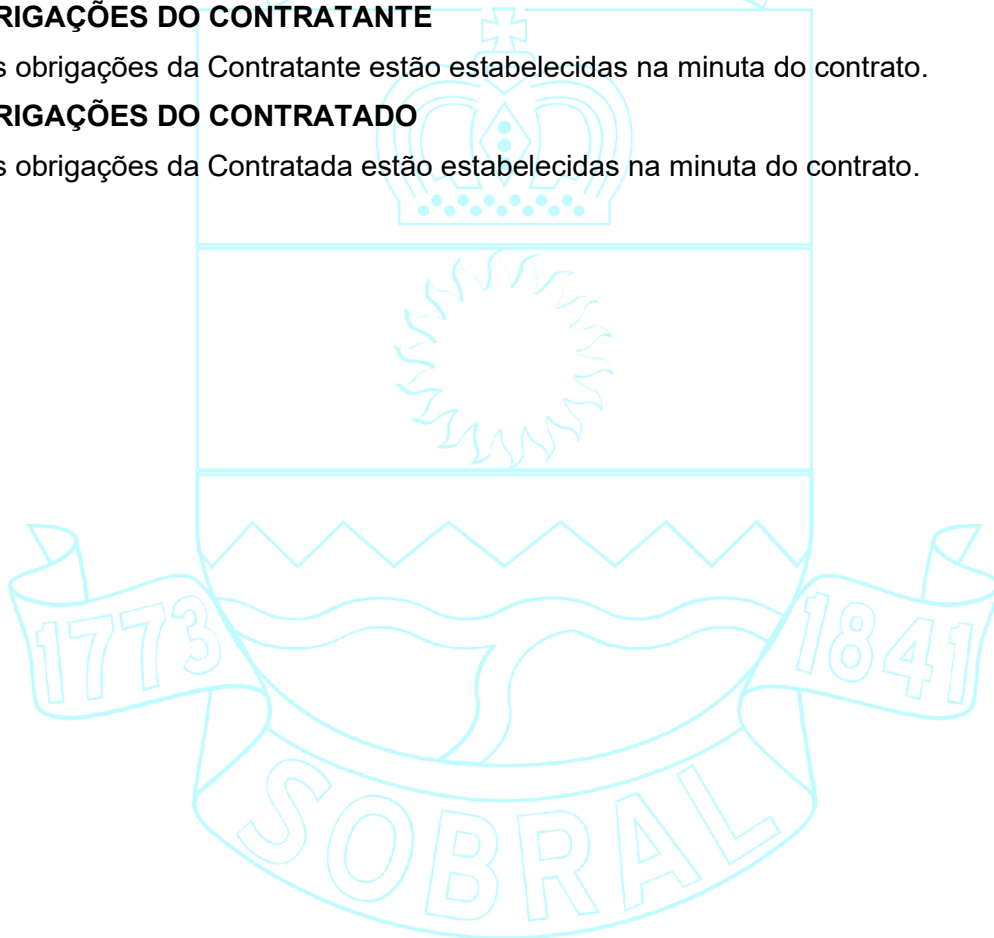 RIGAÇÕES DO CONTRATANTE
s obrigações da Contratante estão estabelecidas na minuta do contrato.
RIGAÇÕES DO CONTRATADO
s obrigações da Contratada estão estabelecidas na minuta do contrato.
1773
1841
SOBRAL